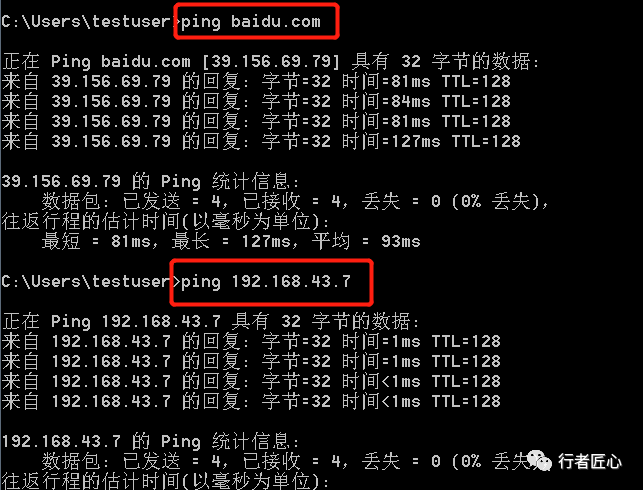 C:\Users\testuser>ping baidu.com
正在 Ping baidu.com [39.156.69.79] 具有 32 字节的数据:
来自 39.156.69.79 的回复: 字节=32 时间=81ms TTL=128
来自 39.156.69.79 的回复: 字节=32 时间=84ms TTL=128
来自 39.156.69.79 的回复: 字节=32 时间=81ms TTL=128
来自 39.156.69.79 的回复: 字节=32 时间=127ms TTL=128
39.156.69.79 的 Ping 统计信息:
数据包: 已发送 = 4，已接收 = 4，丢失 = 0 (0% 丢失)，
往返行程的估计时间(以毫秒为单位):
最短 = 81ms，最长 = 127ms，平均 = 93ms
C:\Users\testuser>ping 192.168.43.7
正在 Ping 192.168.43.7 具有 32 字节的数据:
来自 192.168.43.7 的回复: 字节=32 时间=1ms TTL=128
来自 192.168.43.7 的回复: 字节=32 时间=1ms TTL=128
来自 192.168.43.7 的回复: 字节=32 时间<1ms TTL=128
来自 192.168.43.7 的回复: 字节=32 时间<1ms TTL=128
192.168.43.7 的 Ping 统计信息:
数据包: 已发送 = 4，已接收 = 4，丢失 = 0 (0% 丢
往返行程的估计时间(以毫秒为单位):
行者匠心